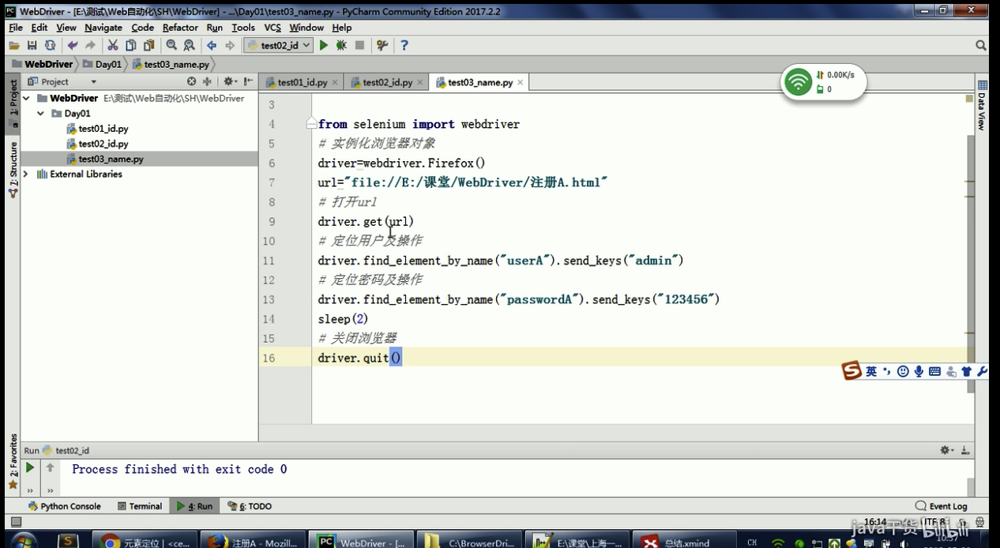 WebDriver - [E:\测试\Web自动化\SH\WebDriver] - ...\Day01\test03_name.py - PyCharm Community Edition 2017.2.2
File Edit View Navigate Code Refactor Run Tools VCS Window Help
test02_id
WebDriver Day01 test03_name.py
Project test01_id.py test02_id.py test03_name.py
0.00K/s
0
1: Project
7: Structure
2: Favorites
Data View
WebDriver E:\测试\Web自动化\SH\WebDriver
Day01
test01_id.py
test02_id.py
test03_name.py
External Libraries
3
4 from selenium import webdriver
5 # 实例化浏览器对象
6 driver=webdriver.Firefox()
7 url="file://E:/课堂/WebDriver/注册A.html"
8 # 打开url
9 driver.get(url)
10 # 定位用户及操作
11 driver.find_element_by_name("userA").send_keys("admin")
12 # 定位密码及操作
13 driver.find_element_by_name("passwordA").send_keys("123456")
14 sleep(2)
15 # 关闭浏览器
16 driver.quit()
英
Run test02_id
Process finished with exit code 0
Python Console Terminal 4: Run 6: TODO Event Log
16:14 UTF-8
java干货 bilibili
元素定位 | <ce... 注册A - Mozill... WebDriver - [... C:\BrowserDri... E:\课堂\上海一... 总结.xmind CH 10:57